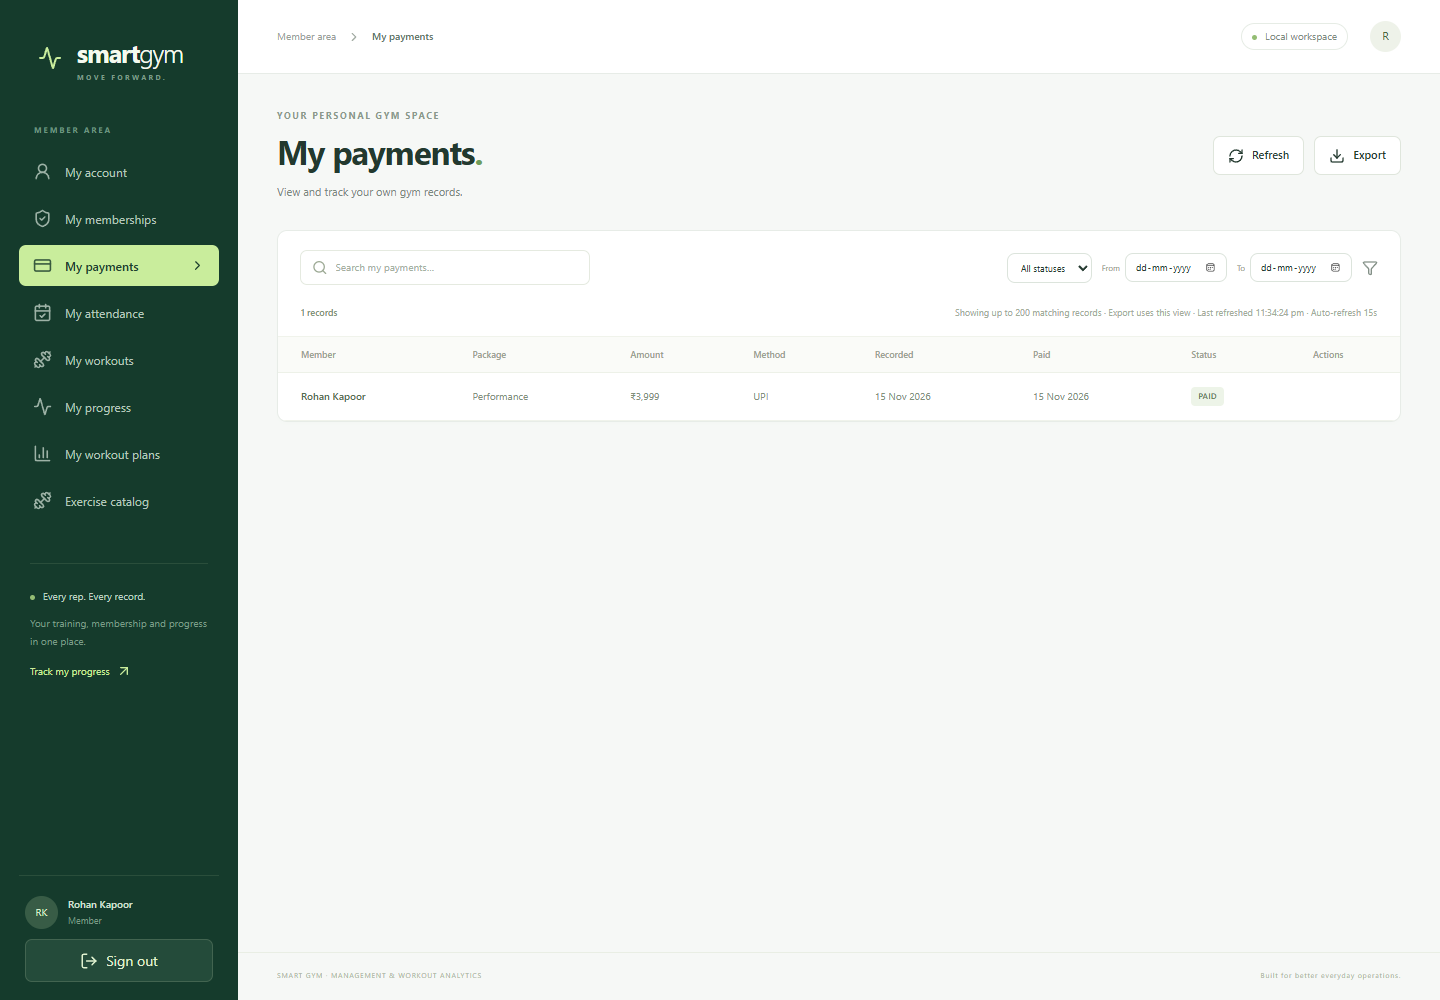 smartgym
MOVE FORWARD.
MEMBER AREA
My account
My memberships
My payments
My attendance
My workouts
My progress
My workout plans
Exercise catalog
Every rep. Every record.
Your training, membership and progress
in one place.
Track my progress
RK
Rohan Kapoor
Member
Sign out
Member area
My payments
Local workspace
R
YOUR PERSONAL GYM SPACE
My payments.
View and track your own gym records.
Refresh
Export
Search my payments...
All statuses
From
dd-mm-yyyy
To
dd-mm-yyyy
1 records
Showing up to 200 matching records · Export uses this view · Last refreshed 11:34:24 pm · Auto-refresh 15s
Member Package Amount Method Recorded Paid Status Actions
Rohan Kapoor Performance ₹3,999 UPI 15 Nov 2026 15 Nov 2026 PAID
SMART GYM · MANAGEMENT & WORKOUT ANALYTICS
Built for better everyday operations.